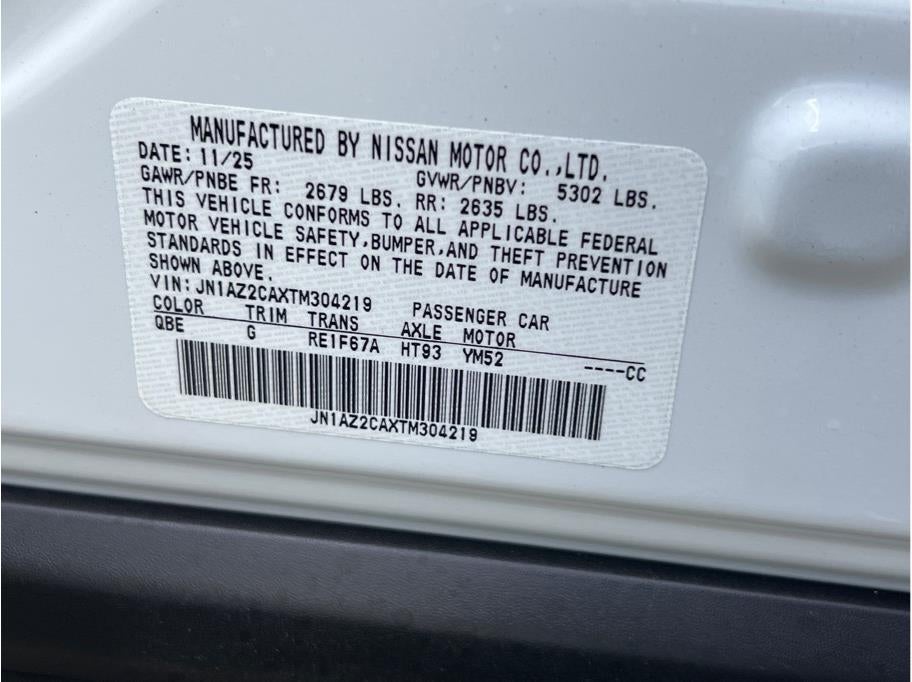 MANUFACTURED BY NISSAN MOTOR CO.,LTD.
DATE: 11/25 GVWR/PNBV: 5302 LBS.
GAWR/PNBE FR: 2679 LBS. RR: 2635 LBS.
THIS VEHICLE CONFORMS TO ALL APPLICABLE FEDERAL
MOTOR VEHICLE SAFETY,BUMPER,AND THEFT PREVENTION
STANDARDS IN EFFECT ON THE DATE OF MANUFACTURE
SHOWN ABOVE.
VIN: JN1AZ2CAXTM304219 PASSENGER CAR
COLOR TRIM TRANS AXLE MOTOR
QBE G RE1F67A HT93 YM52 ----CC
JN1AZ2CAXTM304219